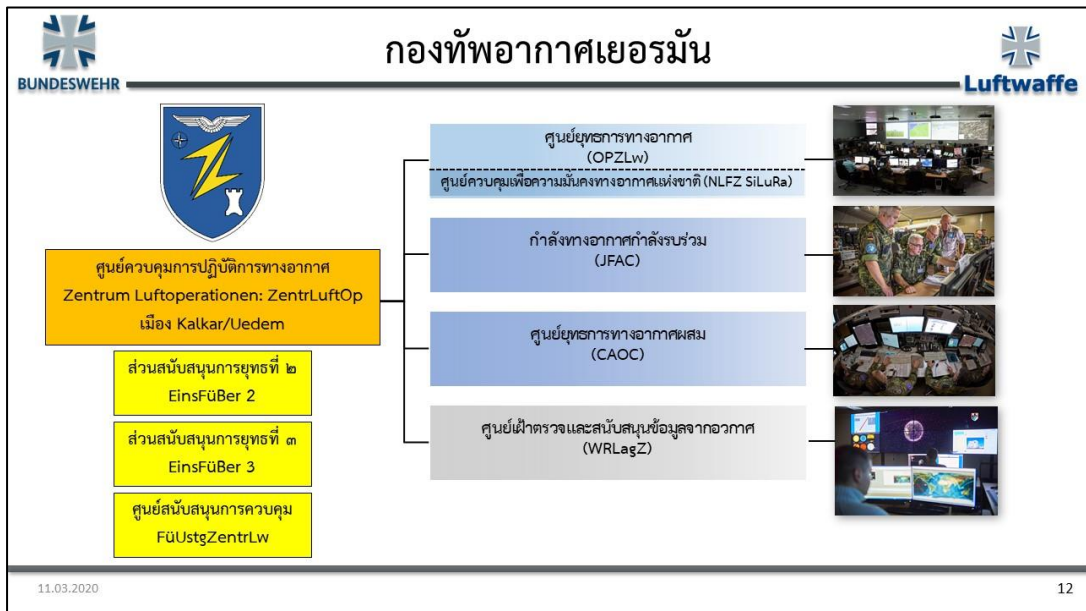 BUNDESWEHR
กองทัพอากาศเยอรมัน
Luftwaffe
ศูนย์ควบคุมการปฏิบัติการทางอากาศ
Zentrum Luftoperationen: ZentrLuftOp
เมือง Kalkar/Uedem
ส่วนสนับสนุนการยุทธที่ ๒
EinsFüBer 2
ส่วนสนับสนุนการยุทธที่ ๓
EinsFüBer 3
ศูนย์สนับสนุนการควบคุม
FüUstgZentrLw
ศูนย์ยุทธการทางอากาศ
(OPZLw)
ศูนย์ควบคุมเพื่อความมั่นคงทางอากาศแห่งชาติ (NLFZ SiLuRa)
กำลังทางอากาศกำลังรบร่วม
(JFAC)
ศูนย์ยุทธการทางอากาศผสม
(CAOC)
ศูนย์เฝ้าตรวจและสนับสนุนข้อมูลจากอวกาศ
(WRLagZ)
11.03.2020
12